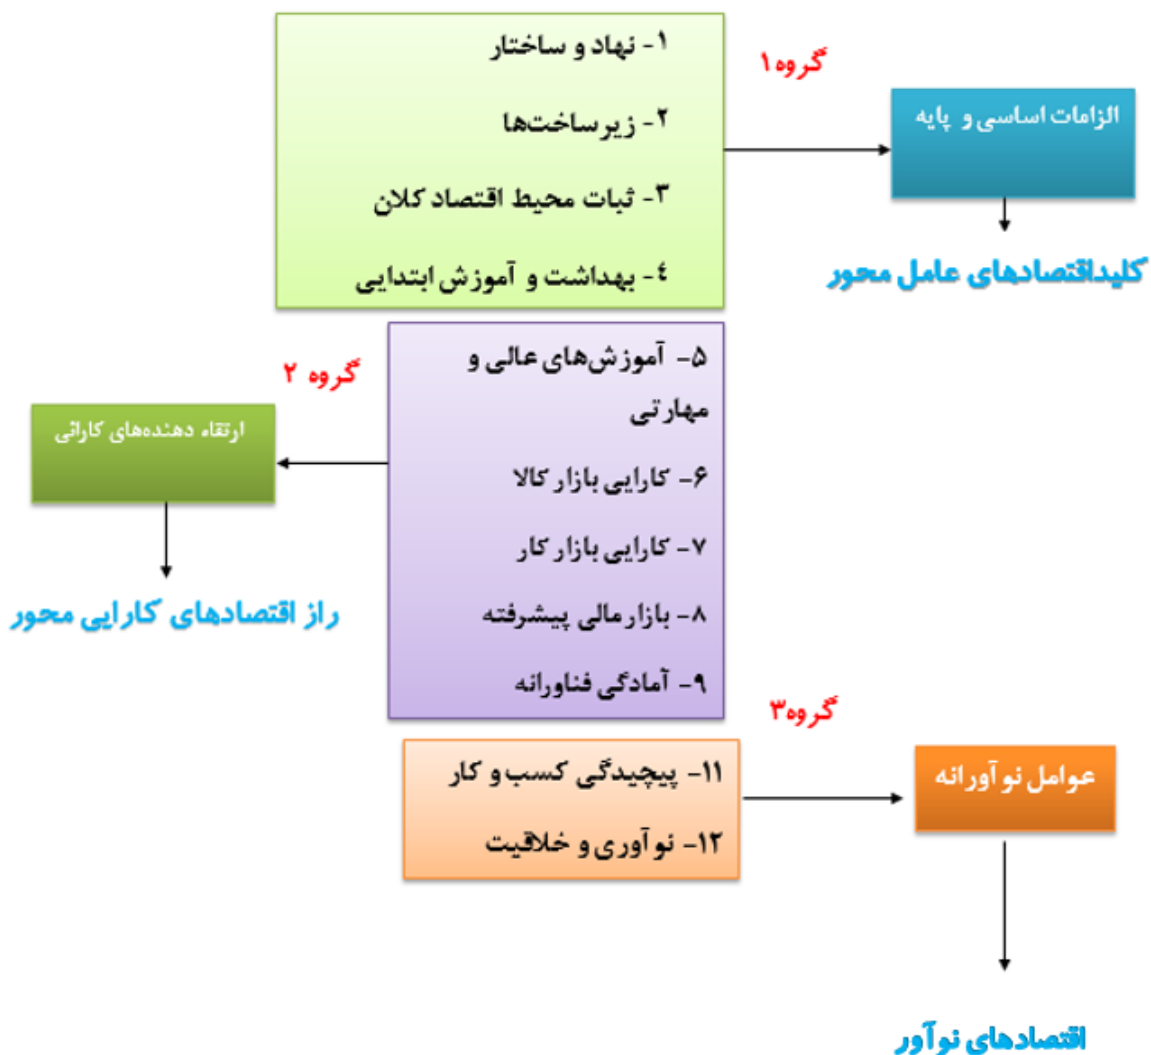 ۱- نهاد و ساختار
۲- زیرساخت‌ها
۳- ثبات محیط اقتصاد کلان
٤- بهداشت و آموزش ابتدایی
گروه۱
الزامات اساسی و پایه
کلیداقتصادهای عامل محور
۵- آموزش‌های عالی و
مهارتی
۶- کارایی بازار کالا
۷- کارایی بازار کار
۸- بازار مالی پیشرفته
۹- آمادگی فناورانه
گروه ۲
ارتقاء دهنده‌های کارائی
راز اقتصادهای کارایی محور
۱۱- پیچیدگی کسب و کار
۱۲- نوآوری و خلاقیت
گروه۳
عوامل نوآورانه
اقتصادهای نوآور